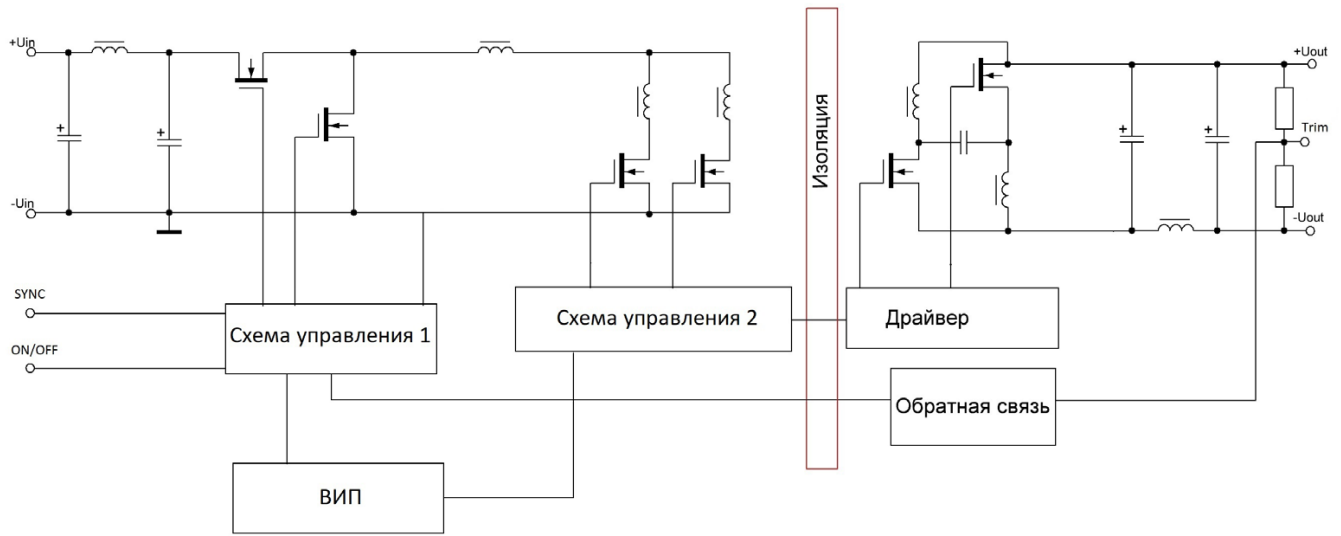 +Uin
+
+
-Uin
SYNC
ON/OFF
Схема управления 1
ВИП
Схема управления 2
Изоляция
Драйвер
Обратная связь
+
+
+Uout
Trim
-Uout